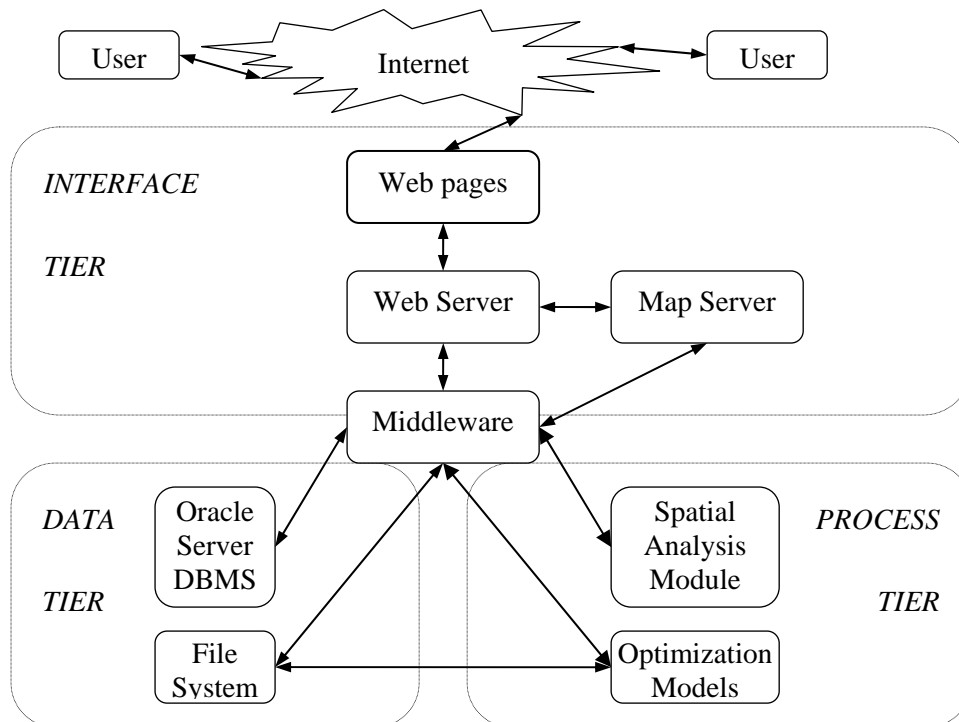 User
Internet
User
INTERFACE
TIER
Web pages
Web Server
Map Server
Middleware
DATA
TIER
Oracle
Server
DBMS
File
System
Spatial
Analysis
Module
Optimization
Models
PROCESS
TIER